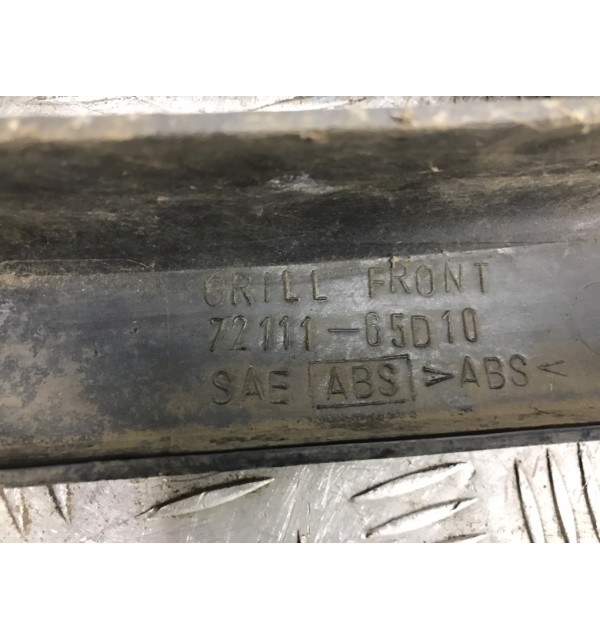 GRILL FRONT
72111-65D10
SAE ABS >ABS<